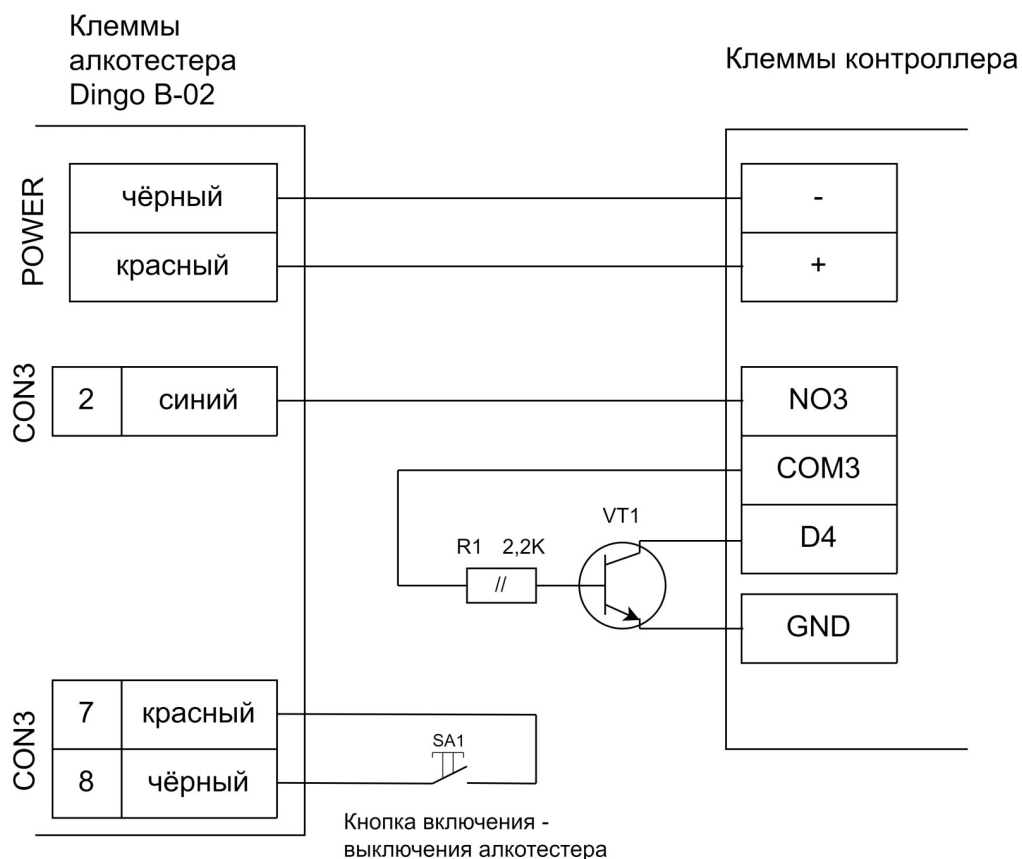 Клеммы
алкотестера
Dingo B-02
Клеммы контроллера
POWER
чёрный
-
красный
+
CON3
2
синий
NO3
COM3
VT1
D4
R1 2,2K
//
GND
CON3
7
красный
SA1
8
чёрный
Кнопка включения -
выключения алкотестера